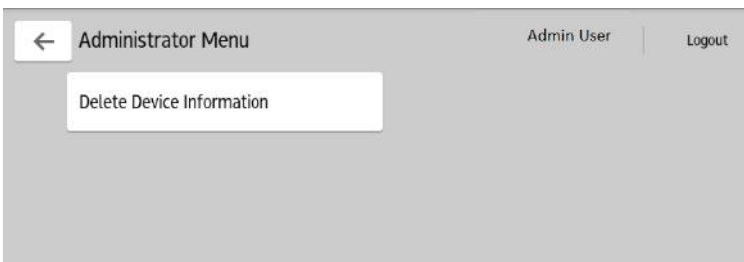 Administrator Menu
Admin User
Logout
Delete Device Information